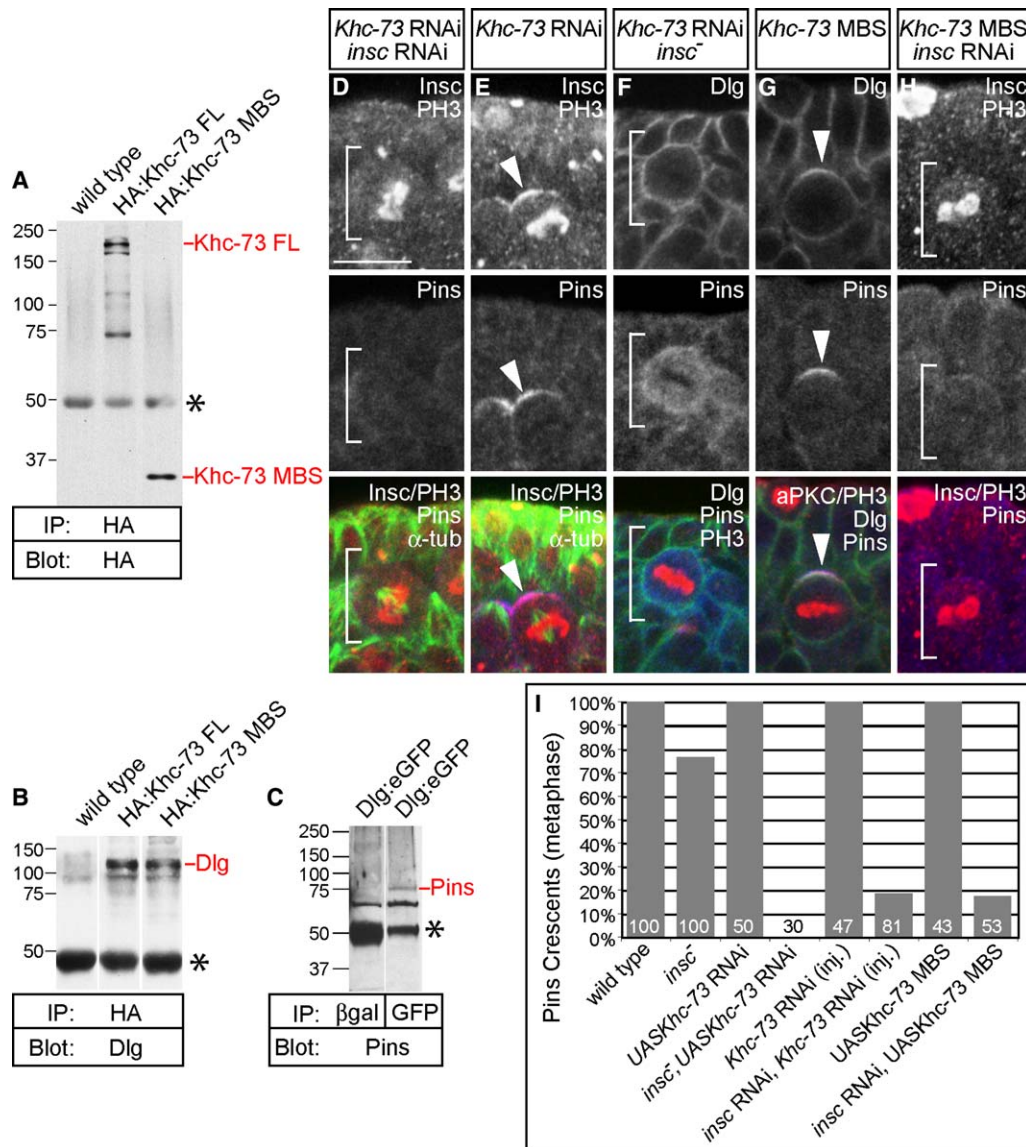 A
wild type
HA:Khc-73 FL
HA:Khc-73 MBS
250
150
100
75
50
37
Khc-73 FL
*
Khc-73 MBS
IP: HA
Blot: HA
Khc-73 RNAi
insc RNAi
Khc-73 RNAi
Khc-73 RNAi
insc-
Khc-73 MBS
Khc-73 MBS
insc RNAi
D
Insc
PH3
E
Insc
PH3
F
Dlg
G
Dlg
H
Insc
PH3
Pins
Pins
Pins
Pins
Pins
Insc/PH3
Pins
α-tub
Insc/PH3
Pins
α-tub
Dlg
Pins
PH3
aPKC/PH3
Dlg
Pins
Insc/PH3
Pins
B
wild type
HA:Khc-73 FL
HA:Khc-73 MBS
250
150
100
75
50
Dlg
*
IP: HA
Blot: Dlg
C
Dlg:eGFP
Dlg:eGFP
250
150
100
75
50
37
Pins
*
IP: βgal GFP
Blot: Pins
I
Pins Crescents (metaphase)
100%
90%
80%
70%
60%
50%
40%
30%
20%
10%
0%
100 100 50 30 47 81 43 53
wild type
insc-
UASKhc-73 RNAi
insc-, UASKhc-73 RNAi
Khc-73 RNAi (inj.)
insc RNAi, Khc-73 RNAi (inj.)
UASKhc-73 MBS
insc RNAi, UASKhc-73 MBS